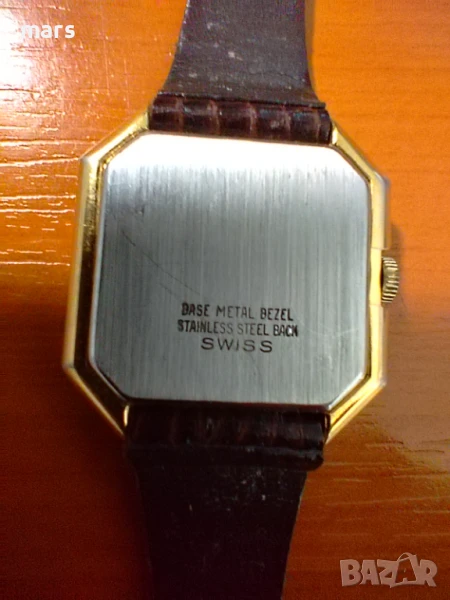 mars
BASE METAL BEZEL
STAINLESS STEEL BACK
SWISS
BAZAR